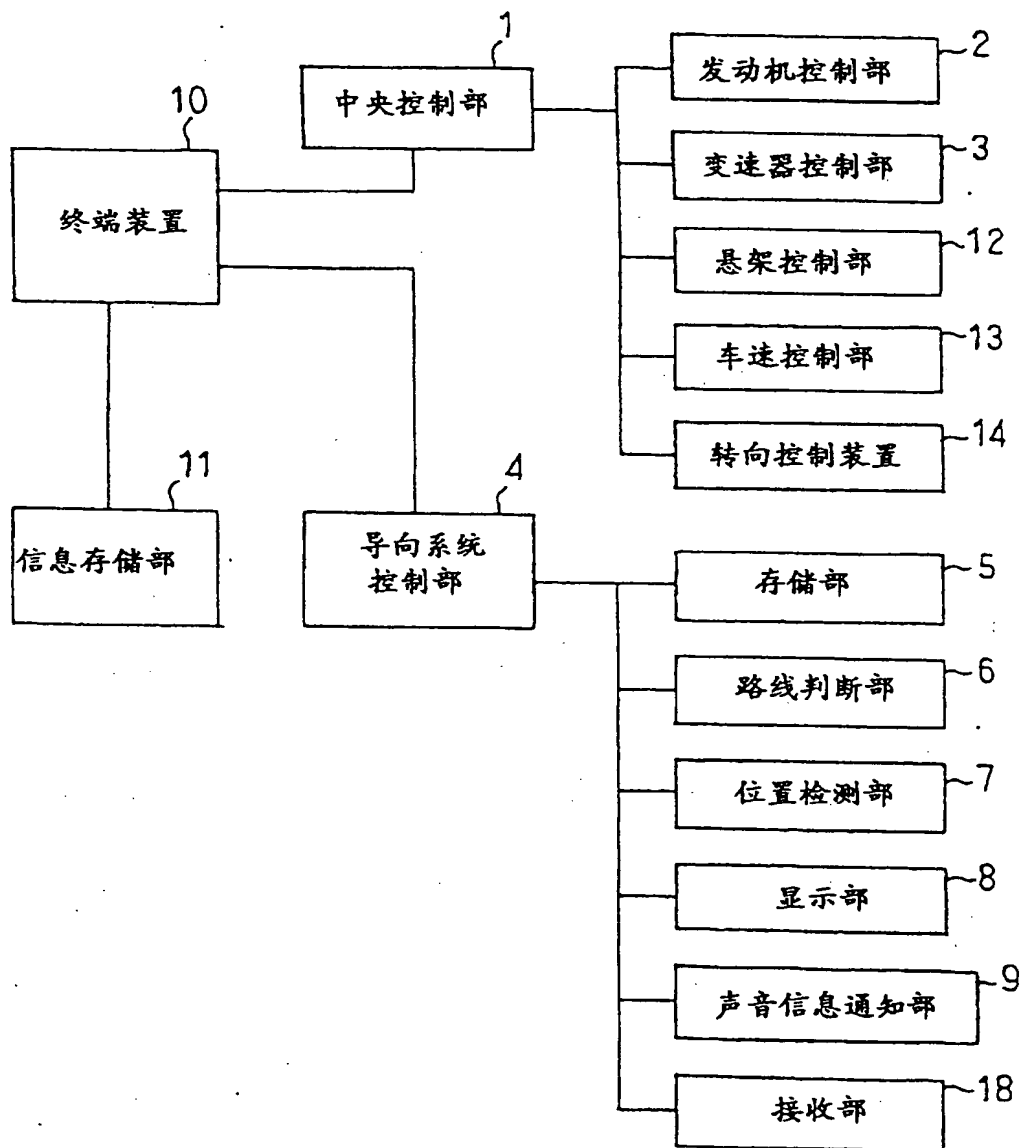 1
中央控制部
10
终端装置
11
信息存储部
4
导向系统
控制部
2
发动机控制部
3
变速器控制部
12
悬架控制部
13
车速控制部
14
转向控制装置
5
存储部
6
路线判断部
7
位置检测部
8
显示部
9
声音信息通知部
18
接收部